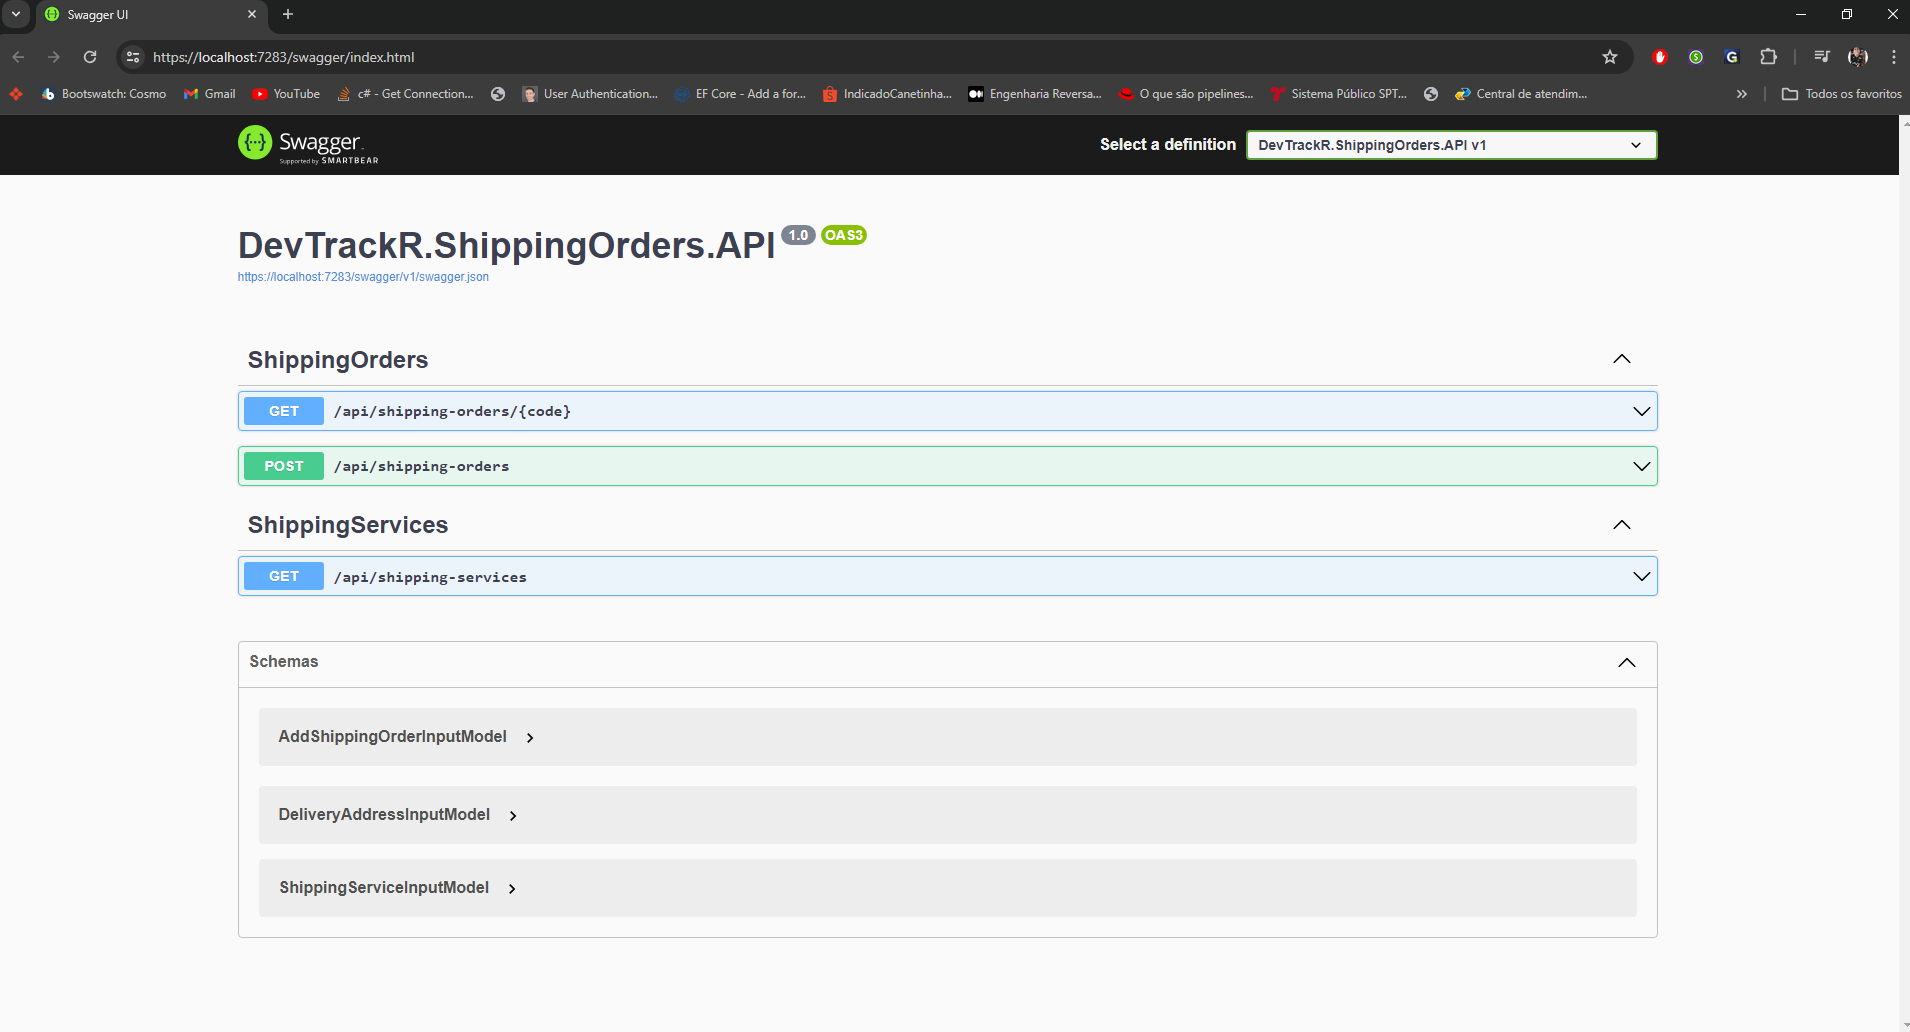 Swagger UI
https://localhost:7283/swagger/index.html
Bootswatch: Cosmo
Gmail
YouTube
c# - Get Connection...
User Authentication...
EF Core - Add a for...
IndicadoCanetinha...
Engenharia Reversa...
O que são pipelines...
Sistema Público SPT...
Central de atendim...
Todos os favoritos
Swagger
Supported by SMARTBEAR
Select a definition
DevTrackR.ShippingOrders.API v1
DevTrackR.ShippingOrders.API 1.0 OAS3
https://localhost:7283/swagger/v1/swagger.json
ShippingOrders
GET /api/shipping-orders/{code}
POST /api/shipping-orders
ShippingServices
GET /api/shipping-services
Schemas
AddShippingOrderInputModel
DeliveryAddressInputModel
ShippingServiceInputModel